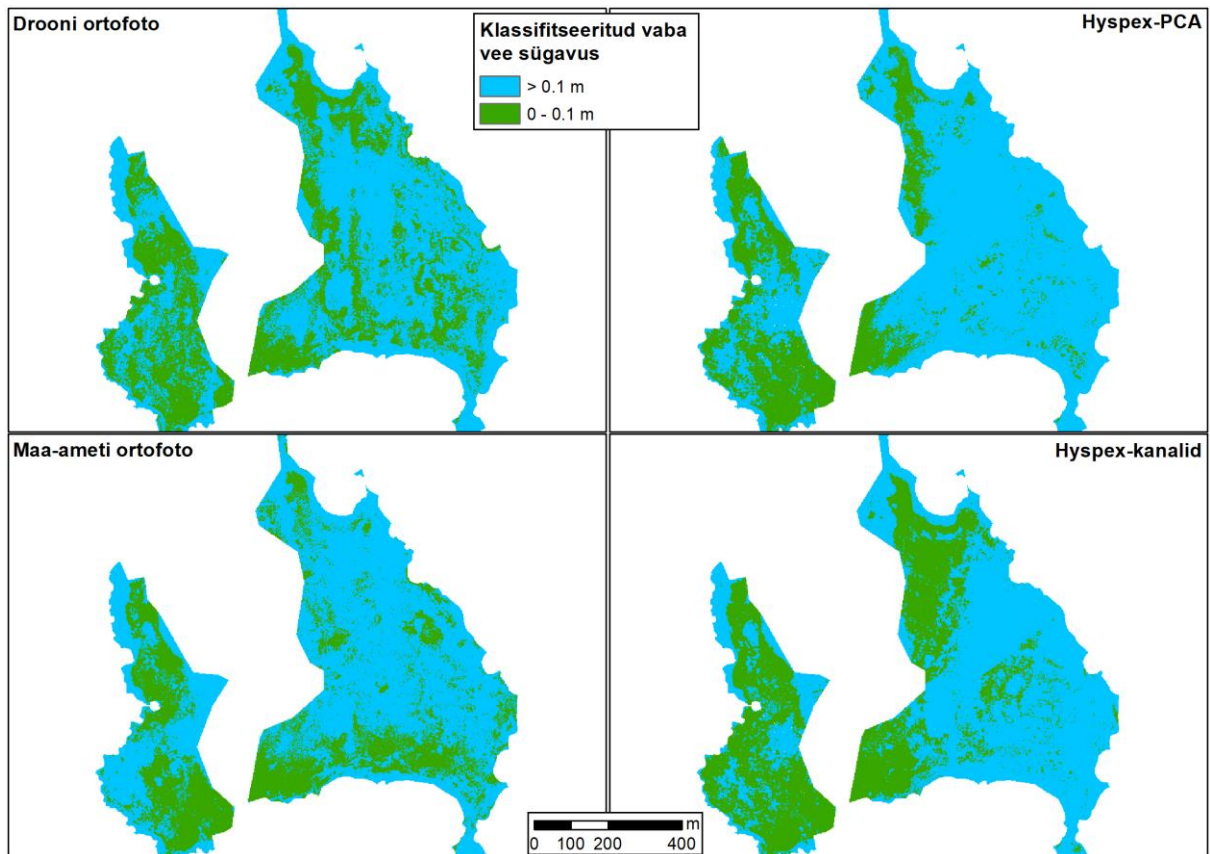 Drooni ortofoto
Klassifitseeritud vaba
vee sügavus
> 0.1 m
0 - 0.1 m
Hyspex-PCA
Maa-ameti ortofoto
Hyspex-kanalid
m
0 100 200 400